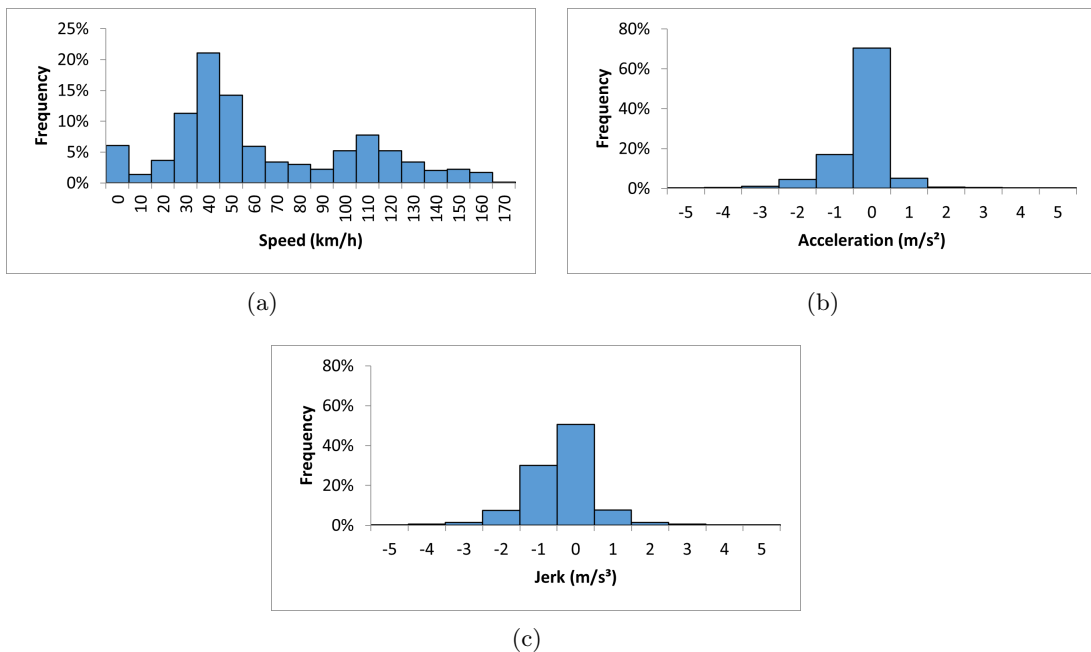 25%
20%
15%
10%
5%
0%
Frequency
0 10 20 30 40 50 60 70 80 90 100 110 120 130 140 150 160 170
Speed (km/h)
(a)
80%
60%
40%
20%
0%
Frequency
-5 -4 -3 -2 -1 0 1 2 3 4 5
Acceleration (m/s²)
(b)
80%
60%
40%
20%
0%
Frequency
-5 -4 -3 -2 -1 0 1 2 3 4 5
Jerk (m/s³)
(c)